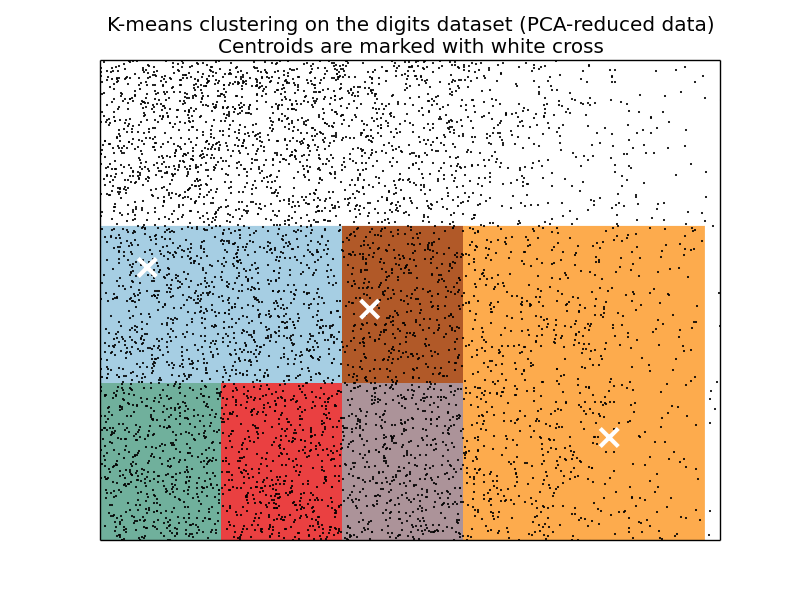 K-means clustering on the digits dataset (PCA-reduced data)
Centroids are marked with white cross